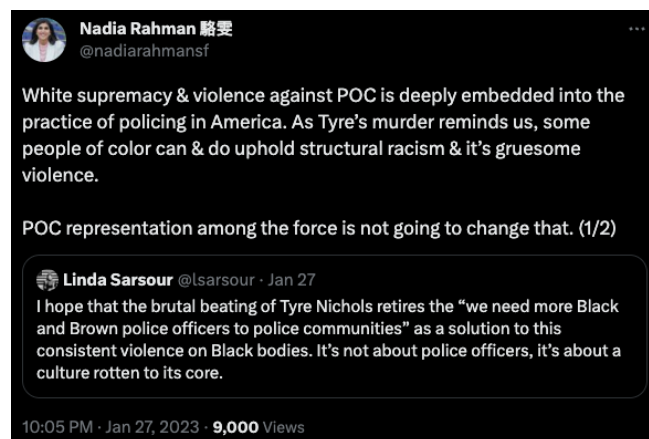 Nadia Rahman 駱雯
@nadiarahmansf
White supremacy & violence against POC is deeply embedded into the
practice of policing in America. As Tyre’s murder reminds us, some
people of color can & do uphold structural racism & it’s gruesome
violence.
POC representation among the force is not going to change that. (1/2)
Linda Sarsour @lsarsour · Jan 27
I hope that the brutal beating of Tyre Nichols retires the “we need more Black
and Brown police officers to police communities” as a solution to this
consistent violence on Black bodies. It’s not about police officers, it’s about a
culture rotten to its core.
10:05 PM · Jan 27, 2023 · 9,000 Views